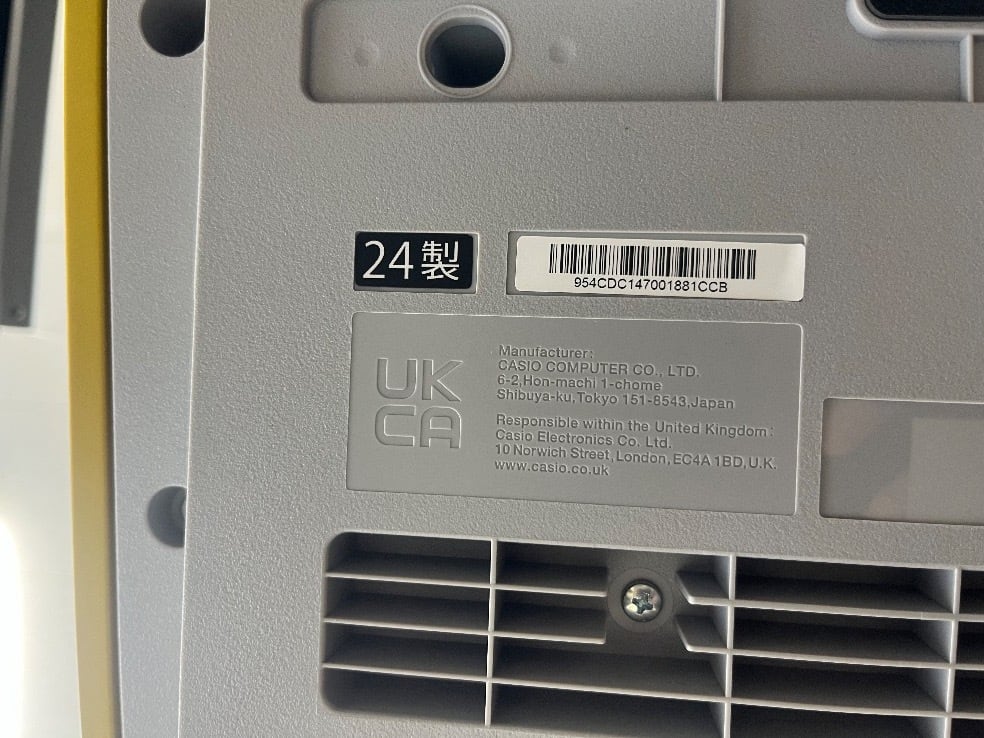 24製
954CDC147001881CCB
UK
CA
Manufacturer:
CASIO COMPUTER CO., LTD.
6-2,Hon-machi 1-chome
Shibuya-ku,Tokyo 151-8543,Japan
Responsible within the United Kingdom:
Casio Electronics Co. Ltd.
10 Norwich Street, London, EC4A 1BD, U.K.
www.casio.co.uk